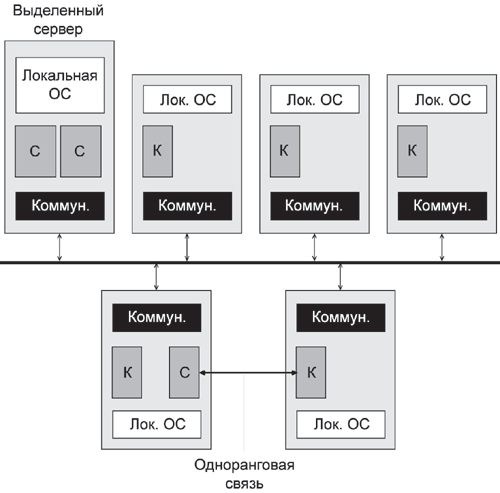 Выделенный
сервер
Локальная
ОС
Лок. ОС
Лок. ОС
Лок. ОС
С
С
К
К
К
Коммун.
Коммун.
Коммун.
Коммун.
Коммун.
Коммун.
К
С
К
Лок. ОС
Лок. ОС
Одноранговая
связь